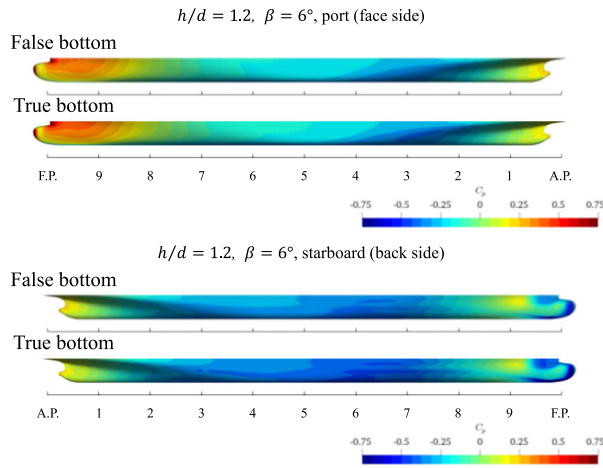 h/d = 1.2, β = 6°, port (face side)
False bottom
True bottom
F.P. 9 8 7 6 5 4 3 2 1 A.P.
C_p
-0.75 -0.5 -0.25 0 0.25 0.5 0.75
h/d = 1.2, β = 6°, starboard (back side)
False bottom
True bottom
A.P. 1 2 3 4 5 6 7 8 9 F.P.
C_p
-0.75 -0.5 -0.25 0 0.25 0.5 0.75